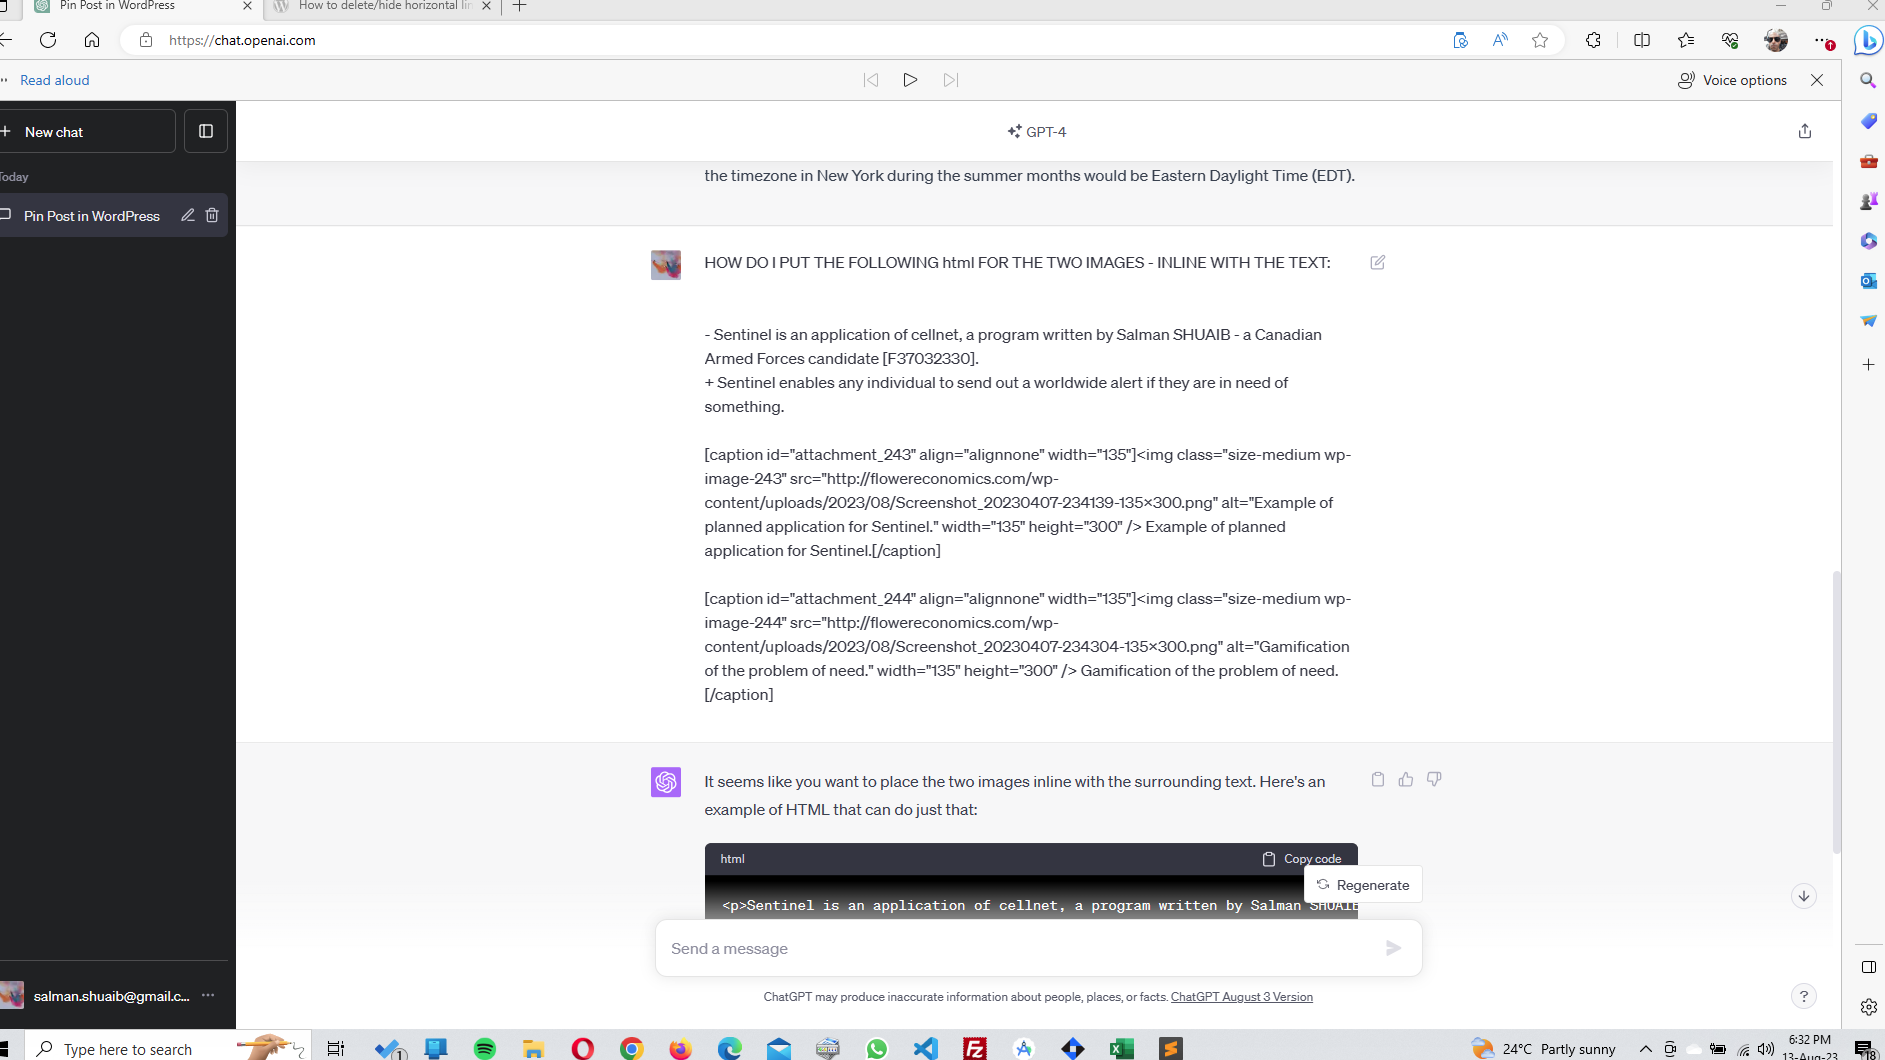 Pin Post in WordPress
How to delete/hide horizontal lin
https://chat.openai.com
Read aloud
Voice options
New chat
GPT-4
Today
Pin Post in WordPress
the timezone in New York during the summer months would be Eastern Daylight Time (EDT).
HOW DO I PUT THE FOLLOWING html FOR THE TWO IMAGES - INLINE WITH THE TEXT:
- Sentinel is an application of cellnet, a program written by Salman SHUAIB - a Canadian
Armed Forces candidate [F37032330].
+ Sentinel enables any individual to send out a worldwide alert if they are in need of
something.
[caption id="attachment_243" align="alignnone" width="135"]<img class="size-medium wp-
image-243" src="http://flowereconomics.com/wp-
content/uploads/2023/08/Screenshot_20230407-234139-135×300.png" alt="Example of
planned application for Sentinel." width="135" height="300" /> Example of planned
application for Sentinel.[/caption]
[caption id="attachment_244" align="alignnone" width="135"]<img class="size-medium wp-
image-244" src="http://flowereconomics.com/wp-
content/uploads/2023/08/Screenshot_20230407-234304-135×300.png" alt="Gamification
of the problem of need." width="135" height="300" /> Gamification of the problem of need.
[/caption]
It seems like you want to place the two images inline with the surrounding text. Here's an
example of HTML that can do just that:
html
Copy code
Regenerate
<p>Sentinel is an application of cellnet, a program written by Salman SHUAIB
Send a message
salman.shuaib@gmail.c... ...
ChatGPT may produce inaccurate information about people, places, or facts. ChatGPT August 3 Version
?
Type here to search
1
24°C Partly sunny
6:32 PM
13-Aug-23
18